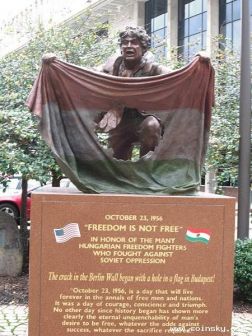 OCTOBER 23, 1956
"FREEDOM IS NOT FREE"
IN HONOR OF THE MANY
HUNGARIAN FREEDOM FIGHTERS
WHO FOUGHT AGAINST
SOVIET OPPRESSION
The crack in the Berlin Wall began with a hole in a flag in Budapest!
"October 23, 1956, is a day that will live
forever in the annals of free men and nations.
It was a day of courage, conscience and triumph.
No other day since history began has shown more
clearly the eternal unquenchability of man's
desire to be free, whatever the odds against
success, whatever the sacrifice required."